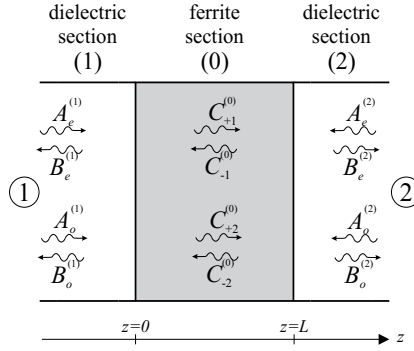 dielectric ferrite dielectric
section section section
(1) (0) (2)
A_e^{(1)} C_{+1}^{(0)} A_e^{(2)}
B_e^{(1)} C_{-1}^{(0)} B_e^{(2)}
1 2
A_o^{(1)} C_{+2}^{(0)} A_o^{(2)}
B_o^{(1)} C_{-2}^{(0)} B_o^{(2)}
z=0 z=L z